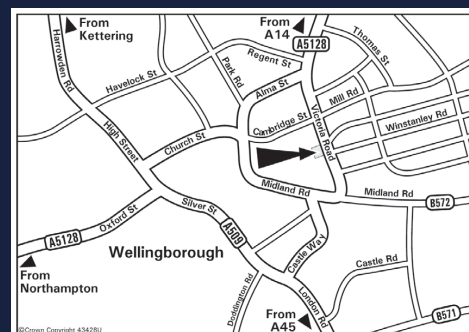 From
Kettering
From
A14
A5128
Harrowden Rd
Regent St
Thomas St
Park Rd
Havelock St
Alma St
Mill Rd
Victoria Road
Cambridge St
Winstanley Rd
High Street
Church St
Midland Rd
Midland Rd
B572
Silver St
Oxford St
A509
A5128
Wellingborough
Castle Way
Castle Rd
From
Northampton
Doddington Rd
London Rd
From
A45
B571
©Crown Copyright 43428U